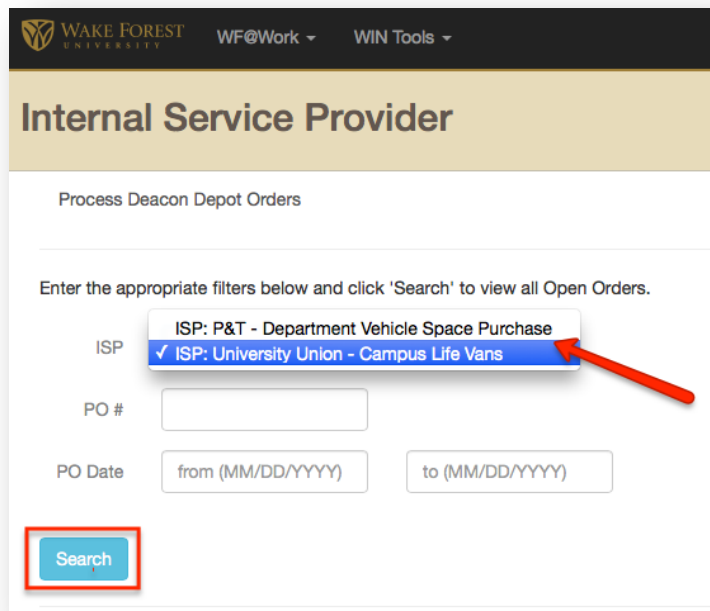 WAKE FOREST
UNIVERSITY
WF@Work
WIN Tools
Internal Service Provider
Process Deacon Depot Orders
Enter the appropriate filters below and click 'Search' to view all Open Orders.
ISP
ISP: P&T - Department Vehicle Space Purchase
✓ ISP: University Union - Campus Life Vans
PO #
PO Date from (MM/DD/YYYY) to (MM/DD/YYYY)
Search